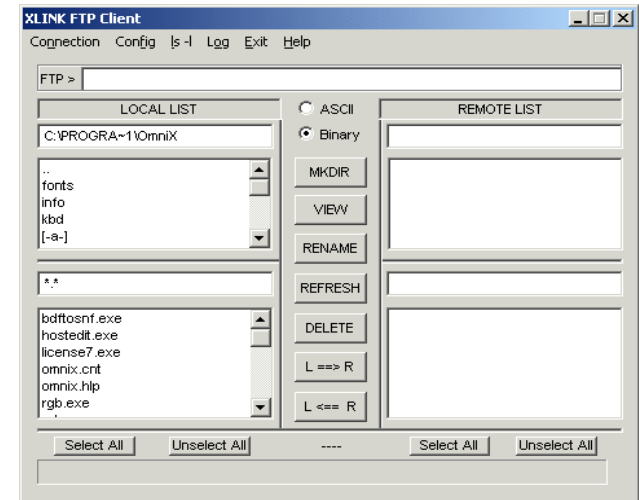 XLINK FTP Client
Connection Config ls -l Log Exit Help
FTP >
LOCAL LIST
ASCII
REMOTE LIST
C:\PROGRA~1\OmniX
Binary
..
fonts
info
kbd
[-a-]
MKDIR
VIEW
RENAME
*.*
REFRESH
bdftosnf.exe
hostedit.exe
license7.exe
omnix.cnt
omnix.hlp
rgb.exe
DELETE
L ==> R
L <== R
Select All Unselect All ---- Select All Unselect All